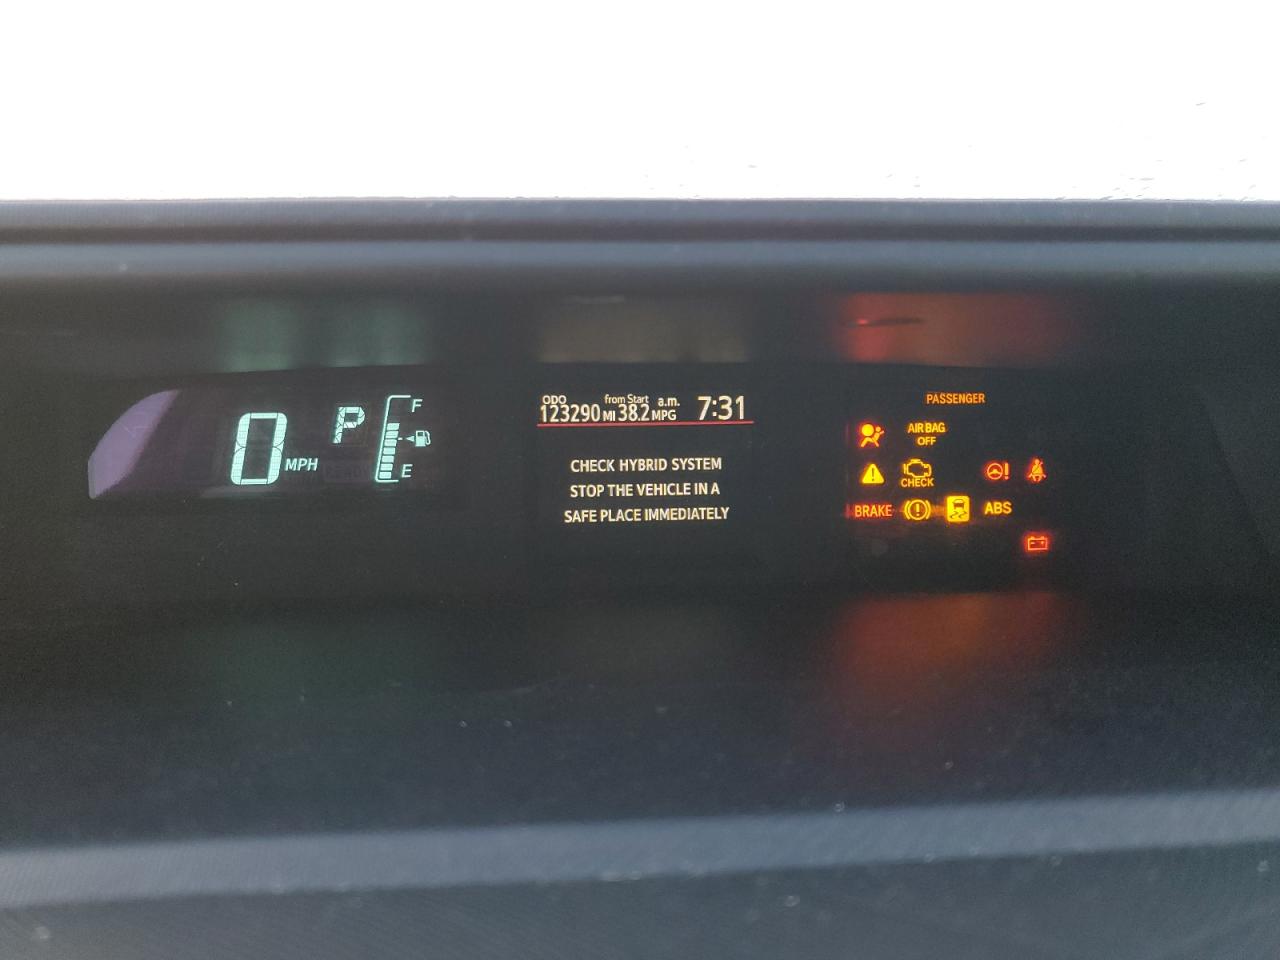 0 MPH
P
F
E
ODO from Start a.m.
123290 MI 38.2 MPG 7:31
CHECK HYBRID SYSTEM
STOP THE VEHICLE IN A
SAFE PLACE IMMEDIATELY
PASSENGER
AIR BAG
OFF
CHECK
BRAKE ABS